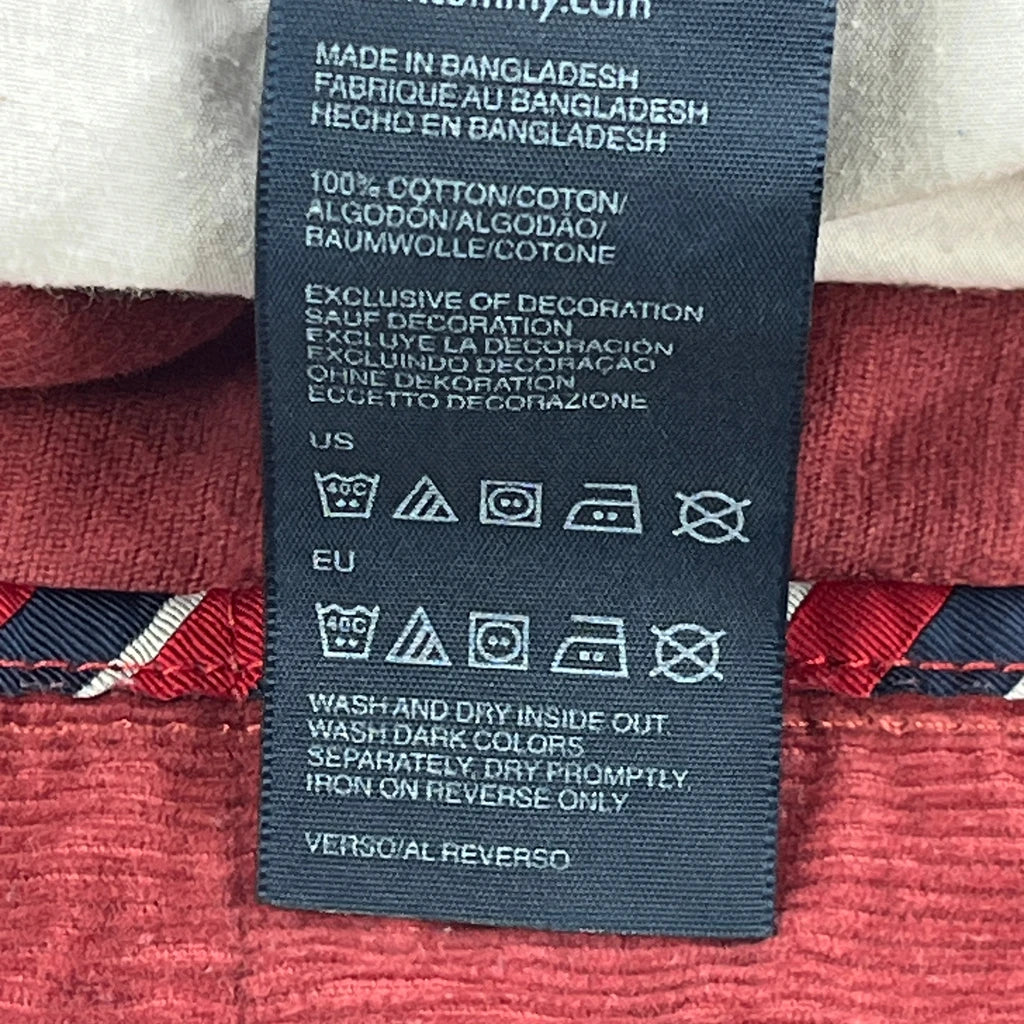 MADE IN BANGLADESH
FABRIQUE AU BANGLADESH
HECHO EN BANGLADESH
100% COTTON/COTON/
ALGODÓN/ALGODÃO/
BAUMWOLLE/COTONE
EXCLUSIVE OF DECORATION
SAUF DECORATION
EXCLUYE LA DECORACIÓN
EXCLUINDO DECORAÇAO
OHNE DEKORATION
ECCETTO DECORAZIONE
US
40C
EU
40C
WASH AND DRY INSIDE OUT.
WASH DARK COLORS
SEPARATELY, DRY PROMPTLY,
IRON ON REVERSE ONLY
VERSO/AL REVERSO